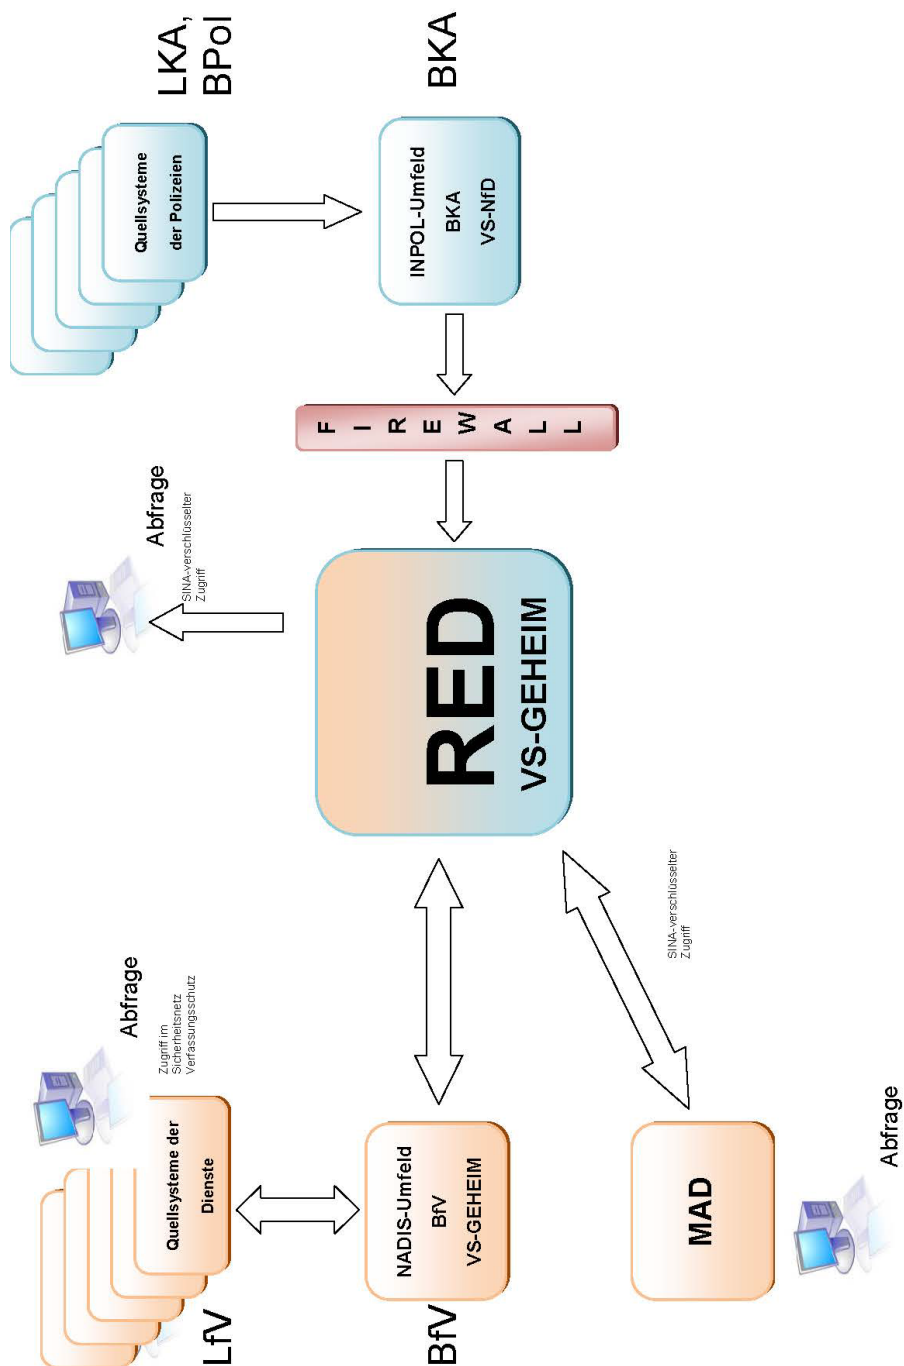 LfV
Quellsysteme der
Dienste
Abfrage
Zugriff im
Sicherheitsnetz
Verfassungsschutz
Abfrage
SINA-verschlüsselter
Zugriff
Quellsysteme
der Polizeien
LKA,
BPol
BfV
NADIS-Umfeld
BfV
VS-GEHEIM
RED
VS-GEHEIM
FIREWALL
INPOL-Umfeld
BKA
VS-NfD
BKA
MAD
SINA-verschlüsselter
Zugriff
Abfrage